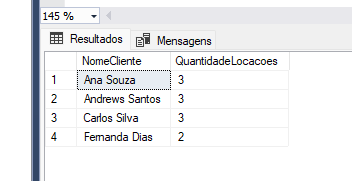 145 %
Resultados Mensagens
NomeCliente QuantidadeLocacoes
1 Ana Souza 3
2 Andrews Santos 3
3 Carlos Silva 3
4 Fernanda Dias 2